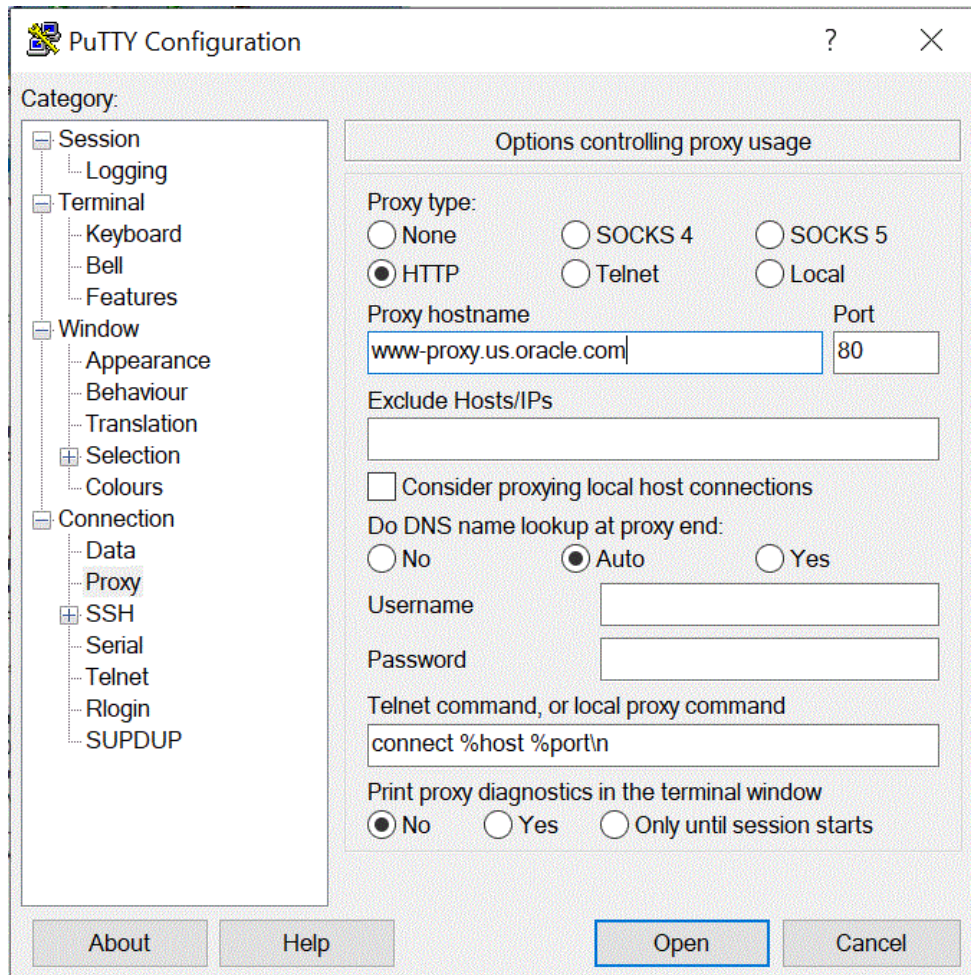 PuTTY Configuration
?
Category:
Session
Logging
Terminal
Keyboard
Bell
Features
Window
Appearance
Behaviour
Translation
Selection
Colours
Connection
Data
Proxy
SSH
Serial
Telnet
Rlogin
SUPDUP
Options controlling proxy usage
Proxy type:
None SOCKS 4 SOCKS 5
HTTP Telnet Local
Proxy hostname Port
www-proxy.us.oracle.com 80
Exclude Hosts/IPs
Consider proxying local host connections
Do DNS name lookup at proxy end:
No Auto Yes
Username
Password
Telnet command, or local proxy command
connect %host %port\n
Print proxy diagnostics in the terminal window
No Yes Only until session starts
About Help Open Cancel